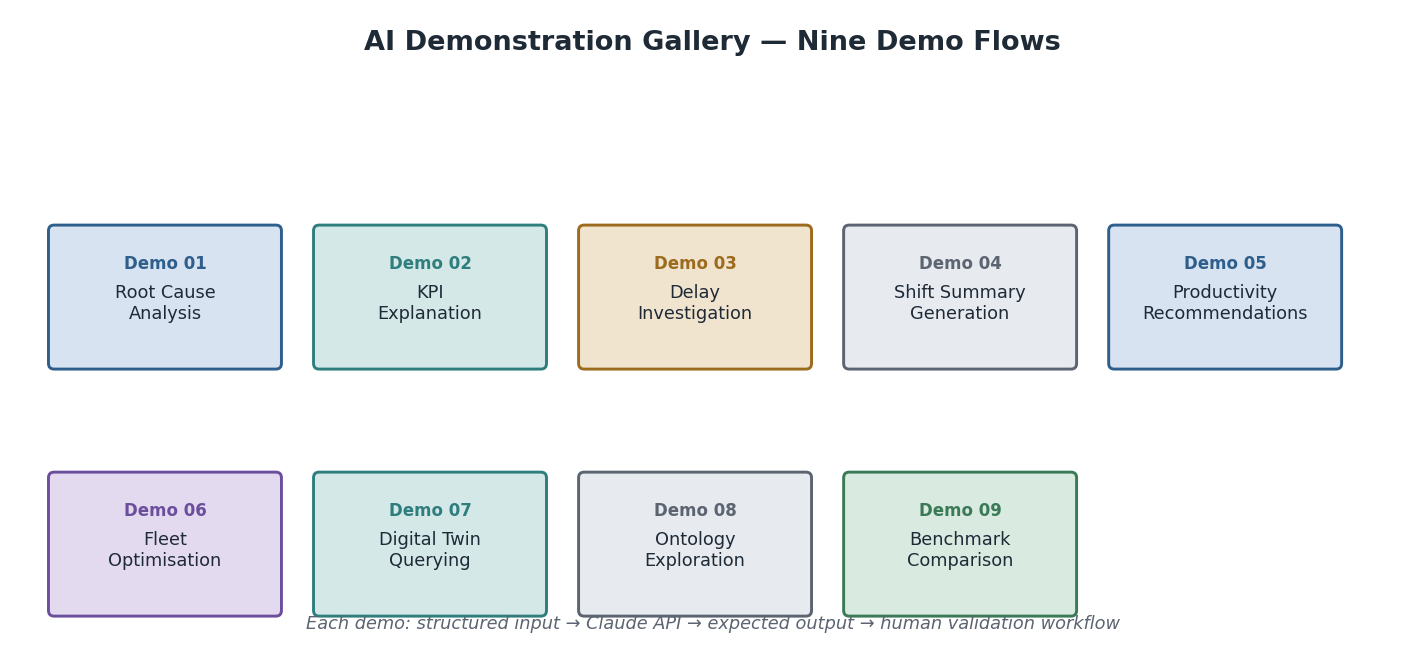 AI Demonstration Gallery — Nine Demo Flows
Demo 01
Root Cause
Analysis
Demo 02
KPI
Explanation
Demo 03
Delay
Investigation
Demo 04
Shift Summary
Generation
Demo 05
Productivity
Recommendations
Demo 06
Fleet
Optimisation
Demo 07
Digital Twin
Querying
Demo 08
Ontology
Exploration
Demo 09
Benchmark
Comparison
Each demo: structured input → Claude API → expected output → human validation workflow